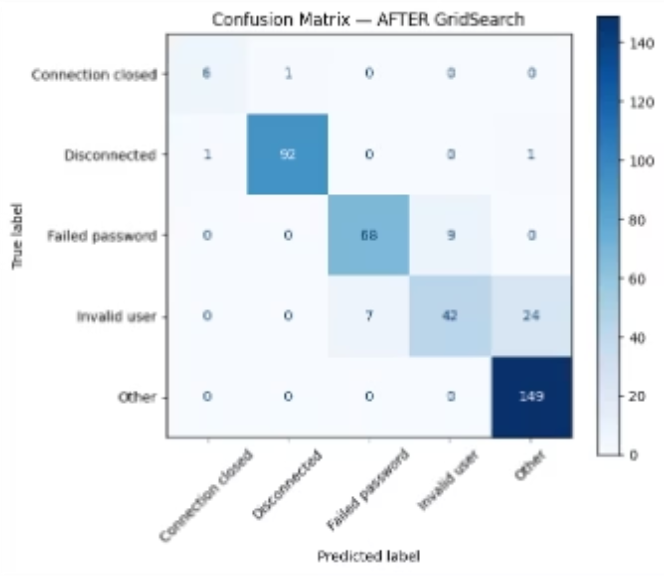 Confusion Matrix — AFTER GridSearch
Connection closed 6 1 0 0 0
Disconnected 1 92 0 0 1
Failed password 0 0 68 9 0
Invalid user 0 0 7 42 24
Other 0 0 0 0 149
Connection closed Disconnected Failed password Invalid user Other
Predicted label
True label
140
120
100
80
60
40
20
0